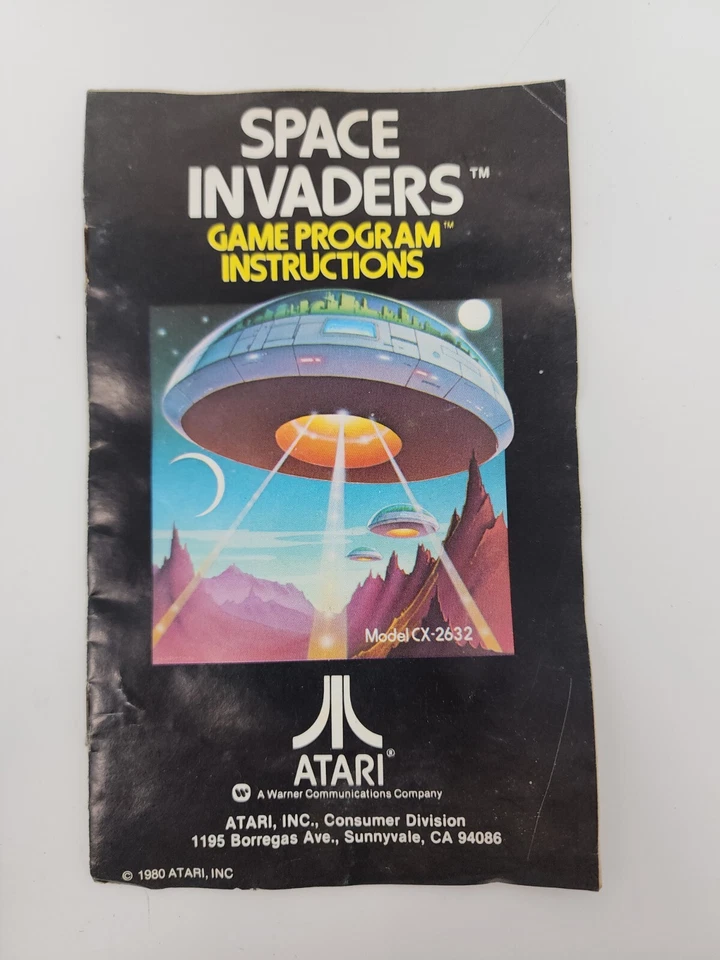 SPACE
INVADERS™
GAME PROGRAM™
INSTRUCTIONS
Model CX-2632
ATARI®
W A Warner Communications Company
ATARI, INC., Consumer Division
1195 Borregas Ave., Sunnyvale, CA 94086
© 1980 ATARI, INC